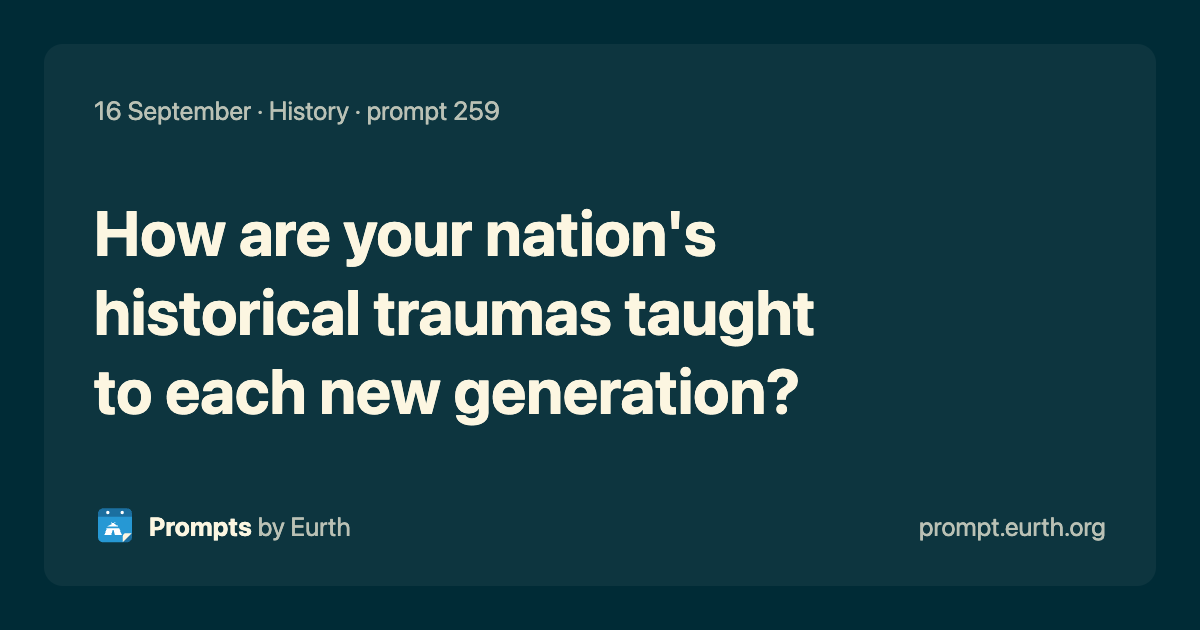 16 September · History · prompt 259
How are your nation's
historical traumas taught
to each new generation?
Prompts by Eurth
prompt.eurth.org